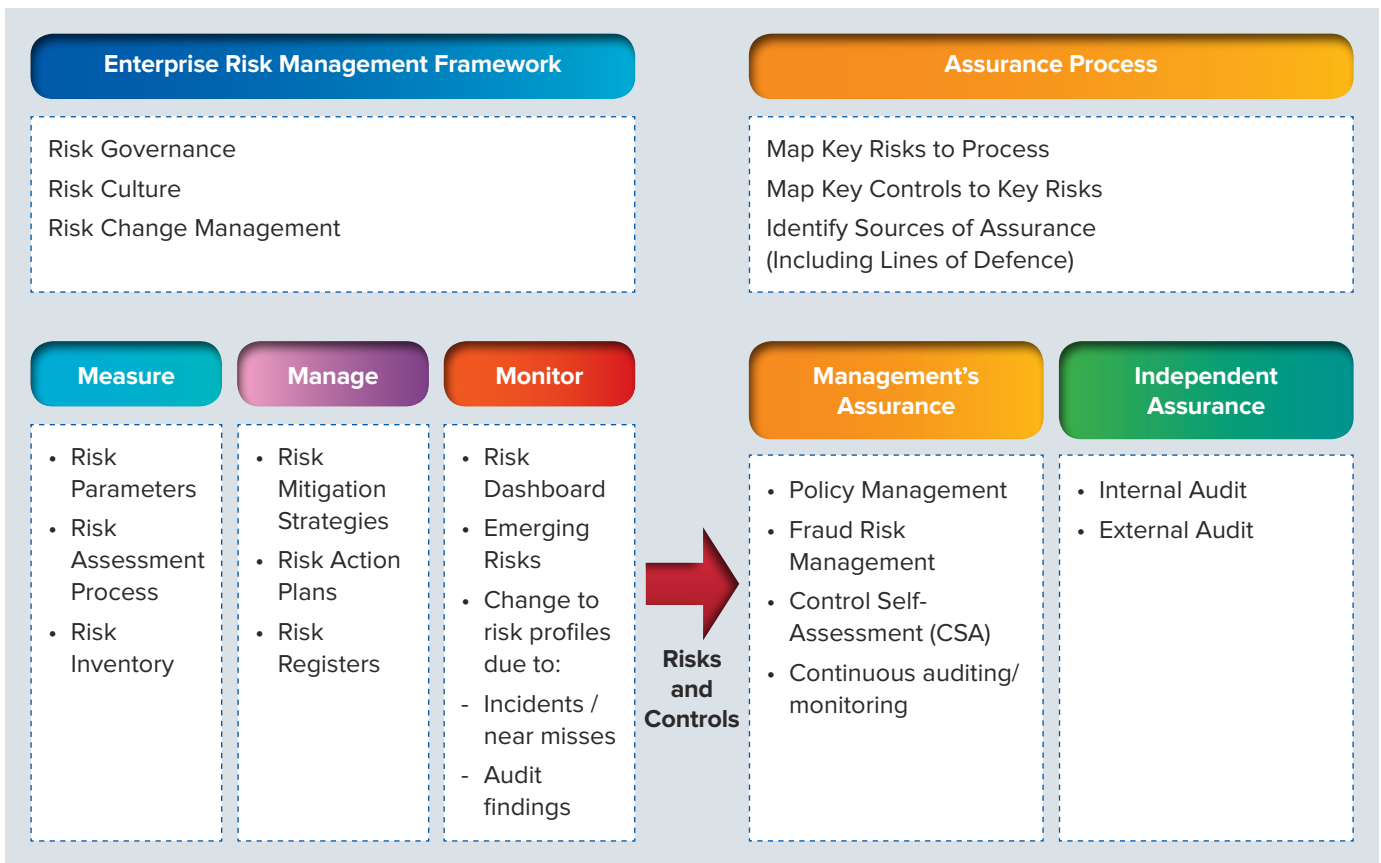 Enterprise Risk Management Framework
Risk Governance
Risk Culture
Risk Change Management
Assurance Process
Map Key Risks to Process
Map Key Controls to Key Risks
Identify Sources of Assurance
(Including Lines of Defence)
Measure
• Risk
Parameters
• Risk
Assessment
Process
• Risk
Inventory
Manage
• Risk
Mitigation
Strategies
• Risk Action
Plans
• Risk
Registers
Monitor
• Risk
Dashboard
• Emerging
Risks
• Change to
risk profiles
due to:
- Incidents /
near misses
- Audit
findings
Risks
and
Controls
Management’s
Assurance
• Policy Management
• Fraud Risk
Management
• Control Self-
Assessment (CSA)
• Continuous auditing/
monitoring
Independent
Assurance
• Internal Audit
• External Audit